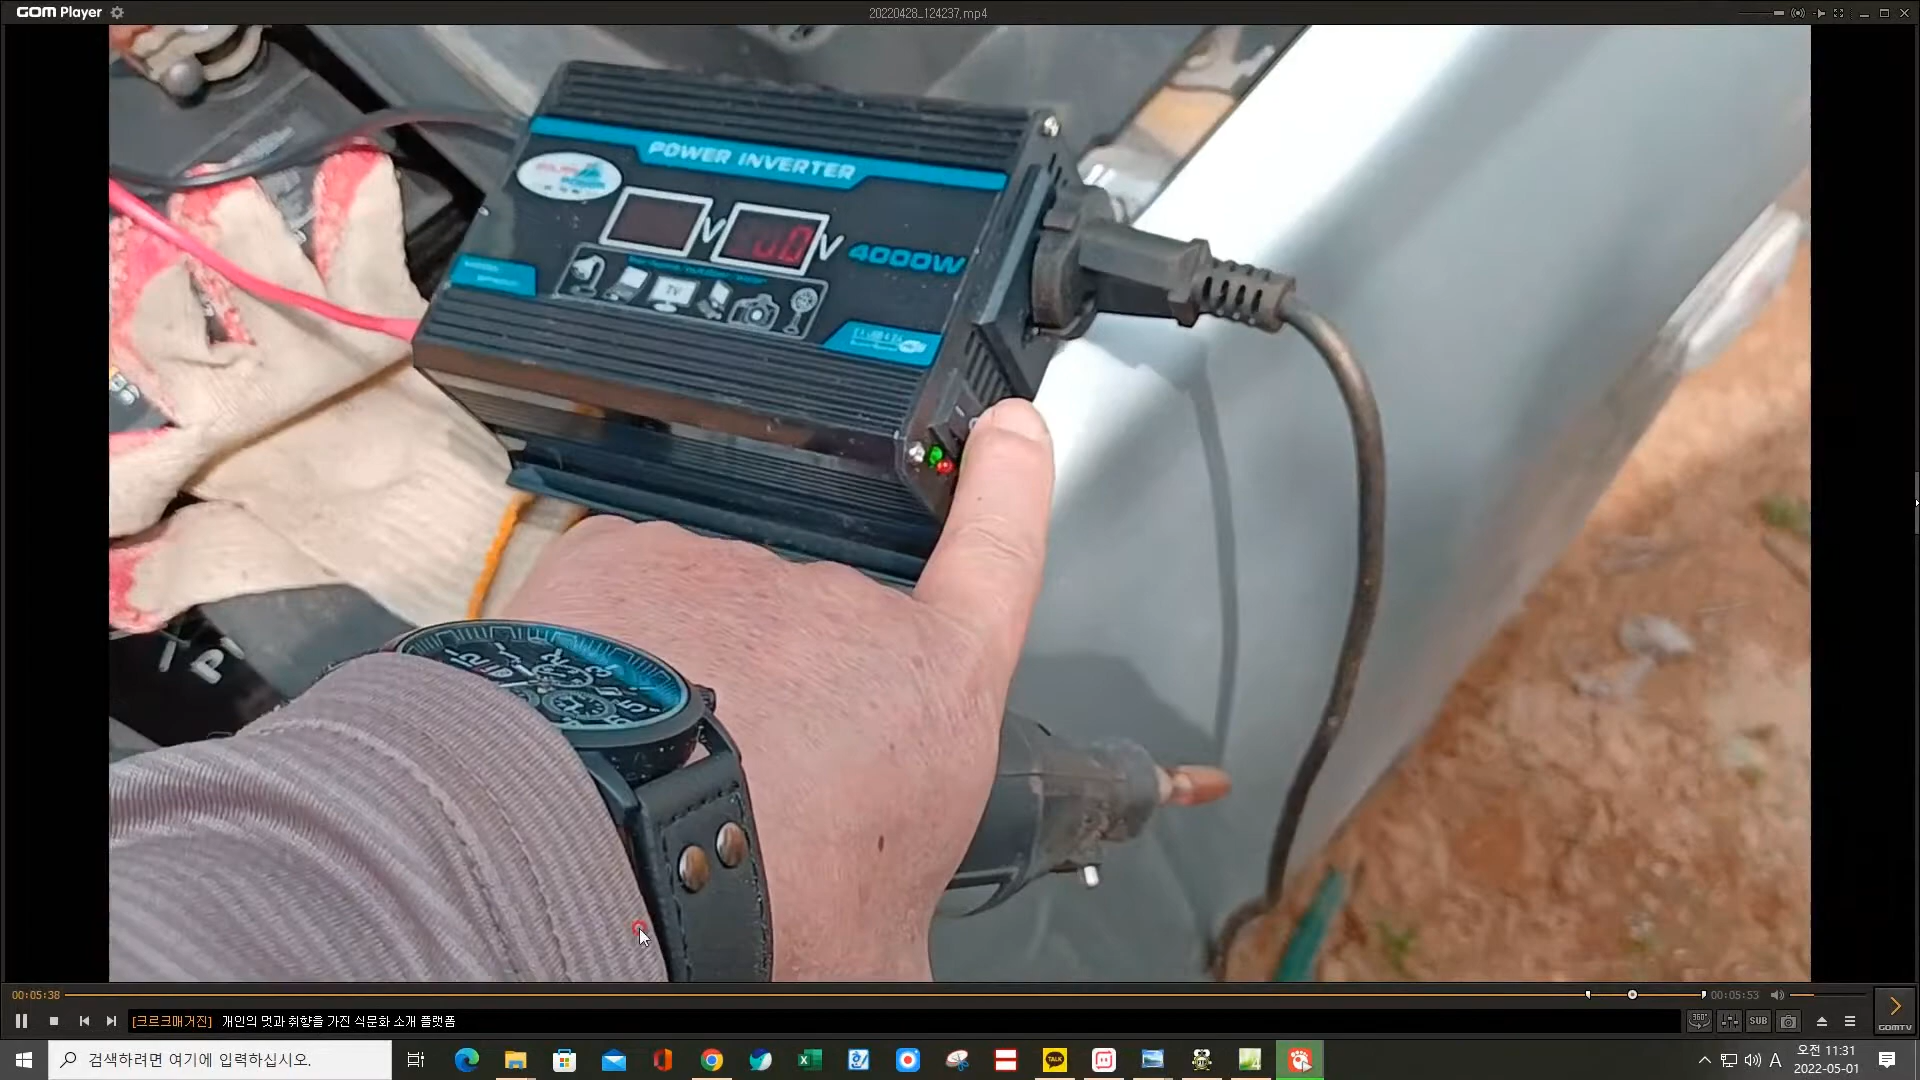 GOM Player
20220428_124237.mp4
POWER INVERTER
V
V
4000W
TV
00:05:38
00:05:53
[크르크매거진] 개인의 멋과 취향을 가진 식문화 소개 플랫폼
360°
SUB
GOMTV
검색하려면 여기에 입력하십시오.
TALK
A
오전 11:31
2022-05-01